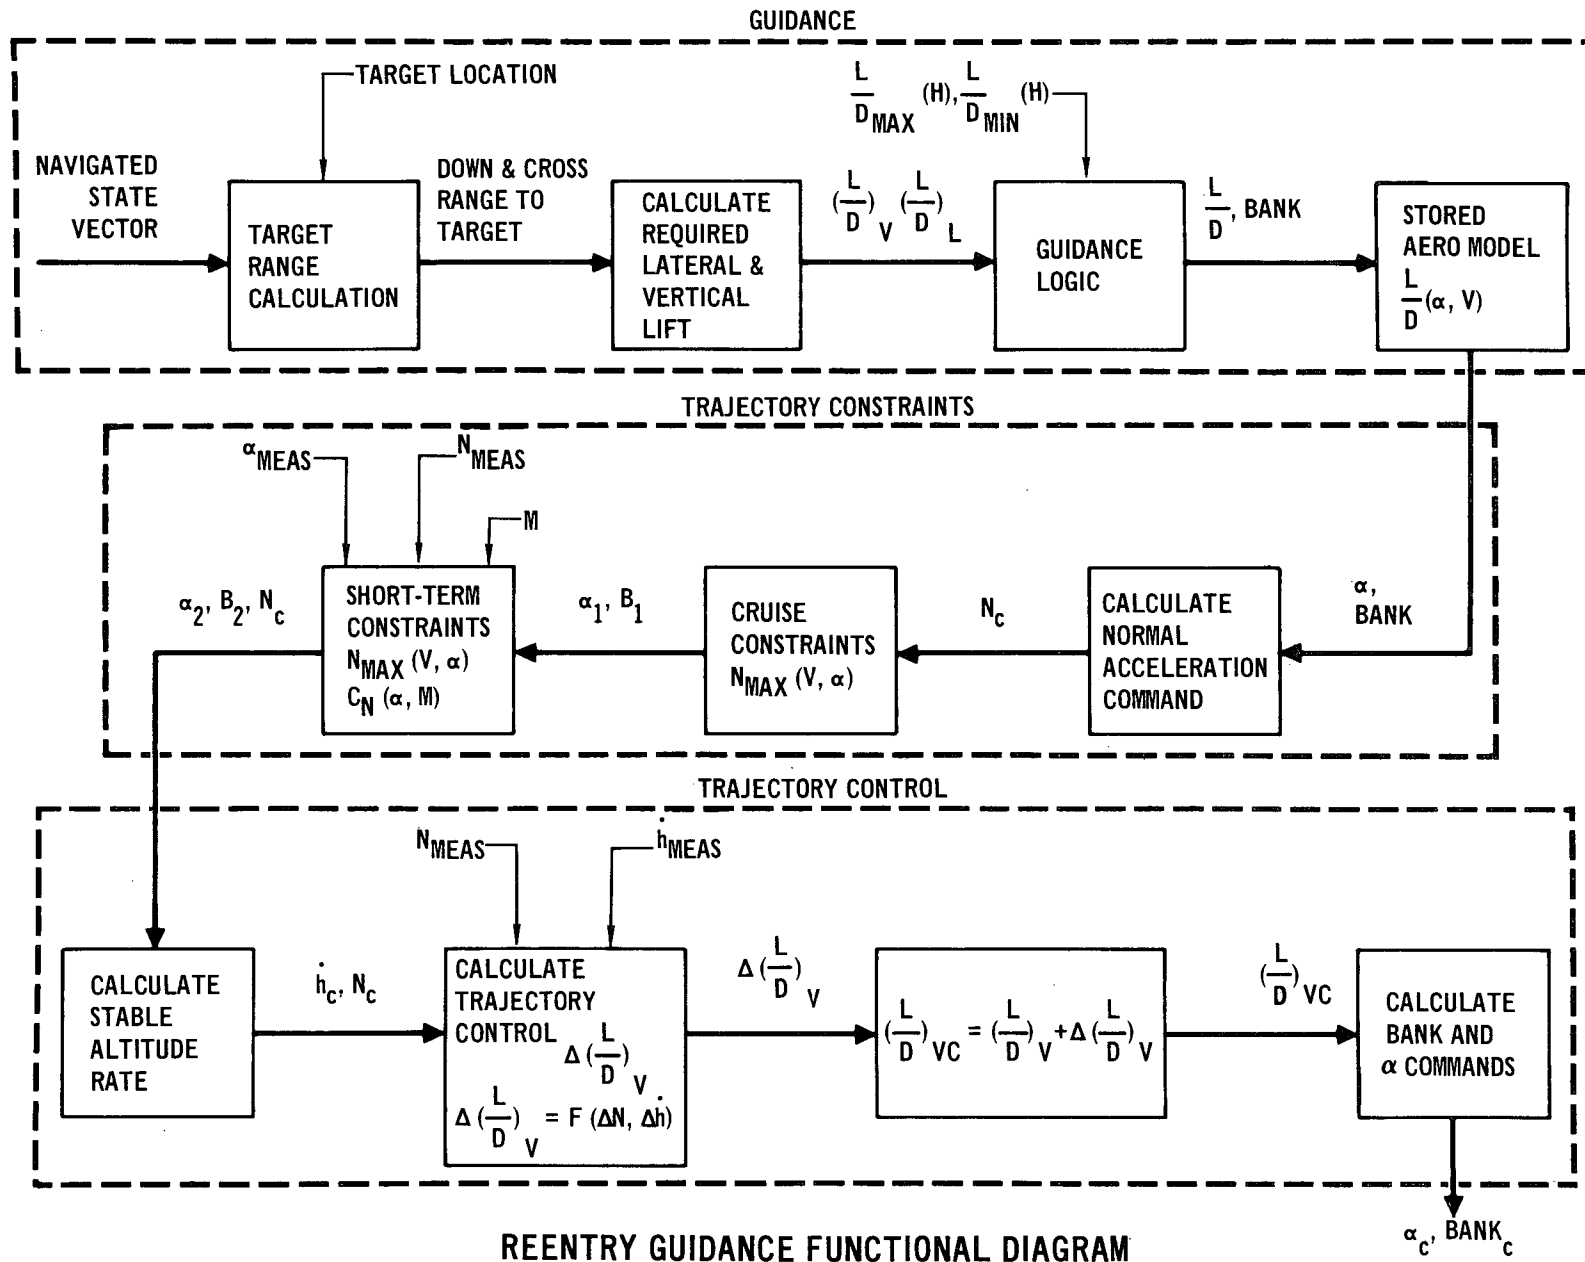 GUIDANCE
TARGET LOCATION
L/D MAX (H), L/D MIN (H)
NAVIGATED
STATE
VECTOR
TARGET
RANGE
CALCULATION
DOWN & CROSS
RANGE TO
TARGET
CALCULATE
REQUIRED
LATERAL &
VERTICAL
LIFT
(L/D)V (L/D)L
GUIDANCE
LOGIC
L/D, BANK
STORED
AERO MODEL
L/D (α, V)
TRAJECTORY CONSTRAINTS
αMEAS
NMEAS
M
α2, B2, Nc
SHORT-TERM
CONSTRAINTS
NMAX (V, α)
CN (α, M)
α1, B1
CRUISE
CONSTRAINTS
NMAX (V, α)
Nc
CALCULATE
NORMAL
ACCELERATION
COMMAND
α,
BANK
TRAJECTORY CONTROL
NMEAS
ḣMEAS
CALCULATE
STABLE
ALTITUDE
RATE
ḣc, Nc
CALCULATE
TRAJECTORY
CONTROL Δ(L/D)V
Δ(L/D)V = F (ΔN, Δḣ)
Δ(L/D)V
(L/D)VC = (L/D)V + Δ(L/D)V
(L/D)VC
CALCULATE
BANK AND
α COMMANDS
αc, BANKc
REENTRY GUIDANCE FUNCTIONAL DIAGRAM